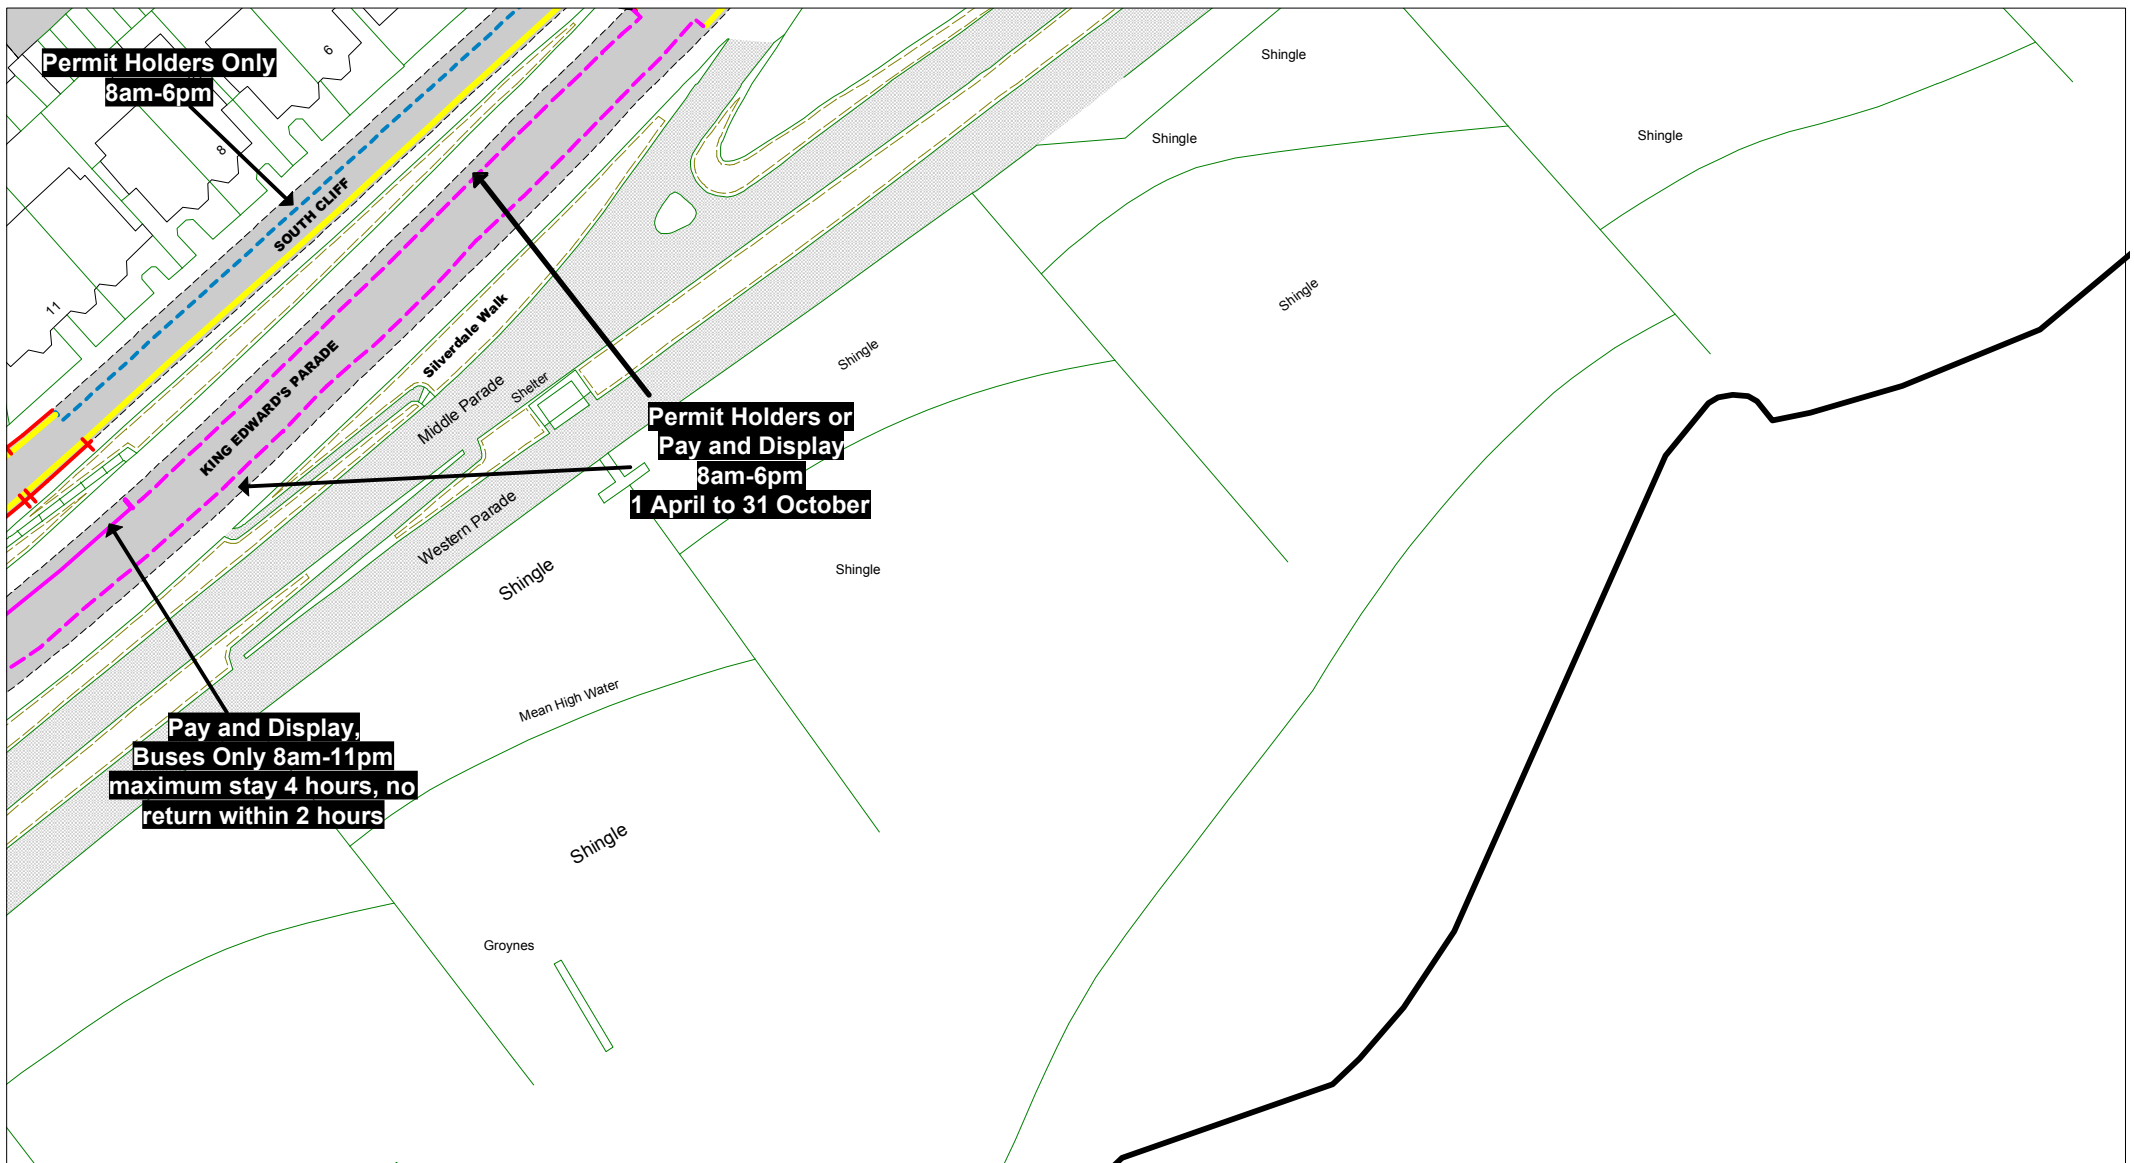 6
Permit Holders Only
8am-6pm
8
11
SOUTH CLIFF
KING EDWARD'S PARADE
Silverdale Walk
Middle Parade
Shelter
Western Parade
Shingle
Shingle
Shingle
Shingle
Shingle
Permit Holders or
Pay and Display
8am-6pm
1 April to 31 October
Shingle
Shingle
Mean High Water
Pay and Display,
Buses Only 8am-11pm
maximum stay 4 hours, no
return within 2 hours
Shingle
Groynes